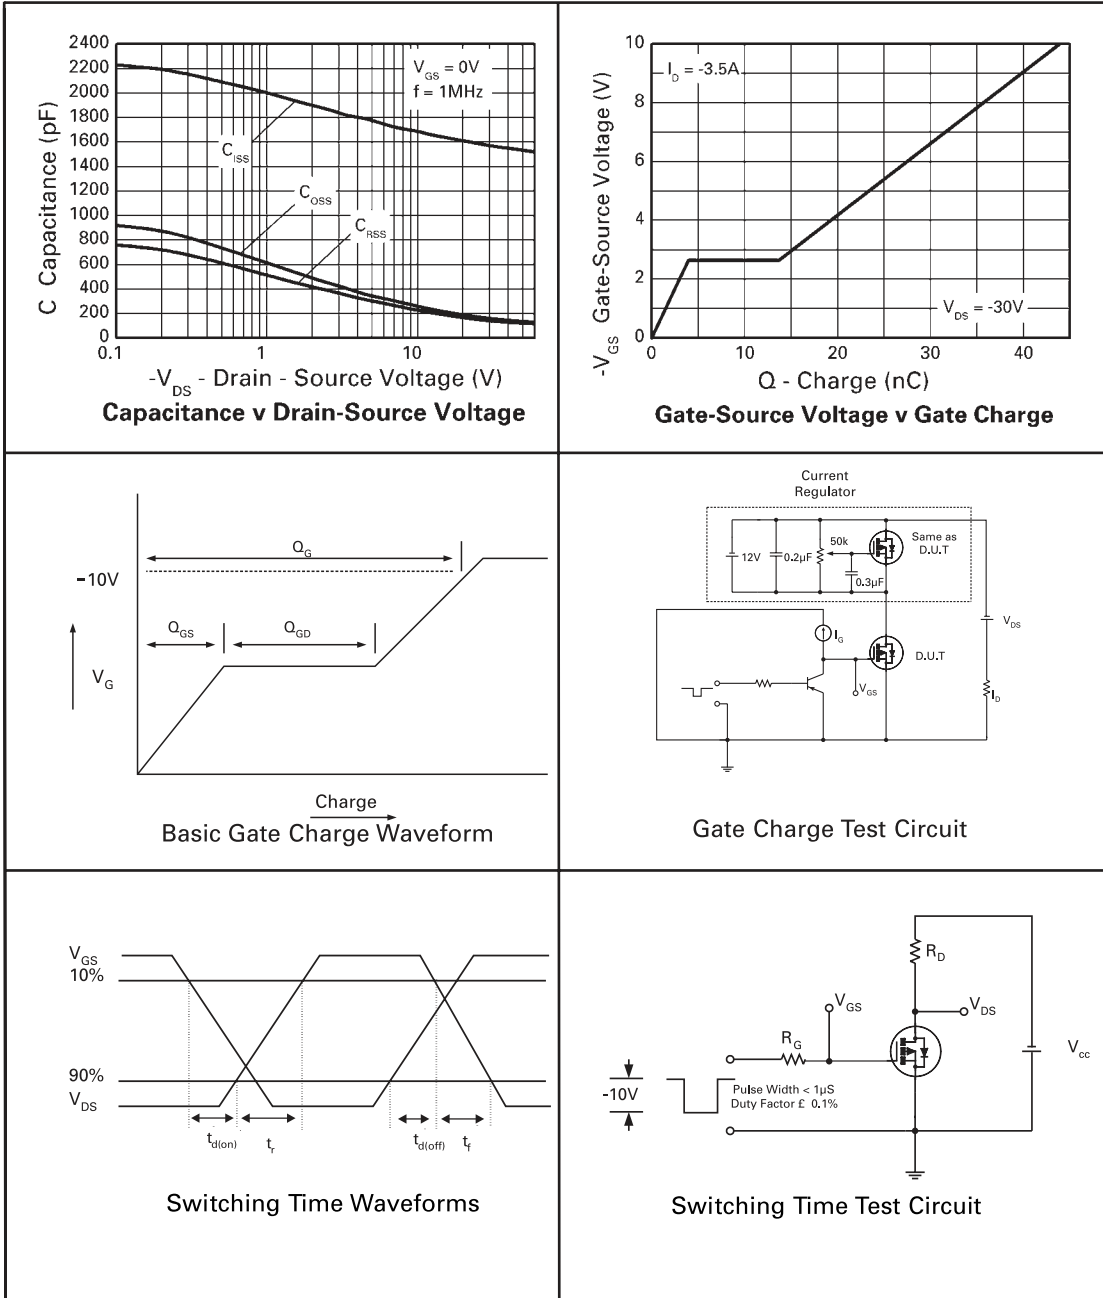 2400
2200
2000
1800
1600
1400
1200
1000
800
600
400
200
0
C Capacitance (pF)
V_GS = 0V
f = 1MHz
C_ISS
C_OSS
C_RSS
0.1 1 10
-V_DS - Drain - Source Voltage (V)
Capacitance v Drain-Source Voltage
10
8
6
4
2
0
-V_GS Gate-Source Voltage (V)
I_D = -3.5A
V_DS = -30V
0 10 20 30 40
Q - Charge (nC)
Gate-Source Voltage v Gate Charge
Q_G
-10V
Q_GS Q_GD
V_G
Charge
Basic Gate Charge Waveform
Current
Regulator
12V
0.2µF
50k
0.3µF
Same as
D.U.T
I_G
V_DS
D.U.T
V_GS
I_D
Gate Charge Test Circuit
V_GS
10%
90%
V_DS
t_d(on) t_r t_d(off) t_f
Switching Time Waveforms
R_D
V_GS
V_DS
R_G
V_cc
-10V
Pulse Width < 1µS
Duty Factor £ 0.1%
Switching Time Test Circuit